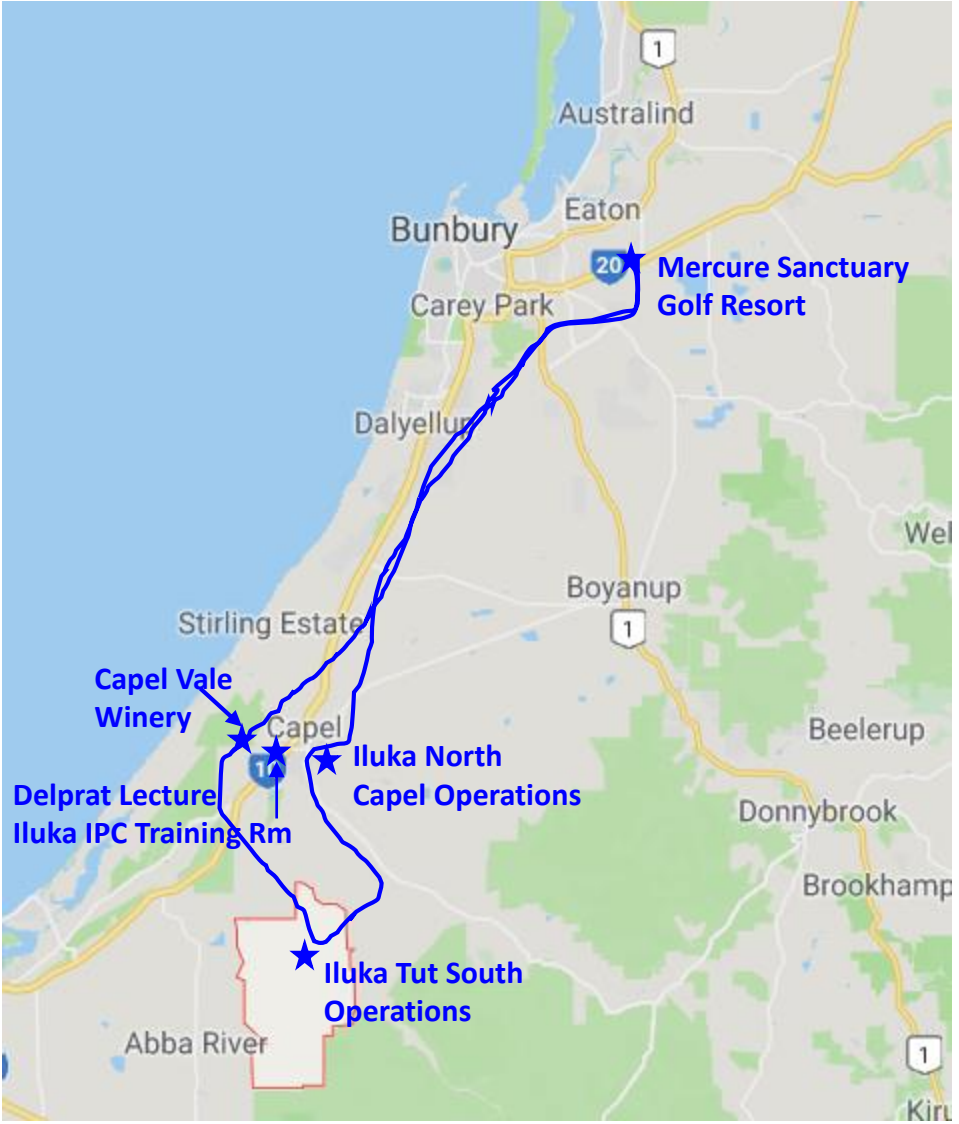 1
Australind
Eaton
Bunbury
20
Mercure Sanctuary
Golf Resort
Carey Park
Dalyellup
Wel
Boyanup
1
Stirling Estate
Capel Vale
Winery
Capel
Beelerup
Iluka North
Capel Operations
Delprat Lecture
Iluka IPC Training Rm
Donnybrook
Brookhamp
Iluka Tut South
Operations
Abba River
1
Kiru